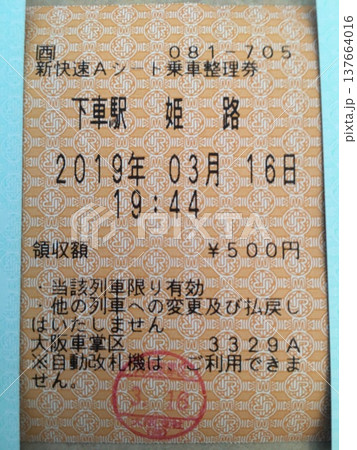 西 081-705
新快速Aシート乗車整理券
下車駅 姫 路
2019年 03月 16日
19:44
領収額 ￥500円
・当該列車限り有効
・他の列車への変更及び払戻し
はいたしません
大阪車掌区 3329A
※自動改札機は、ご利用できま
せん。
PIXTA
pixta.jp - 137664016